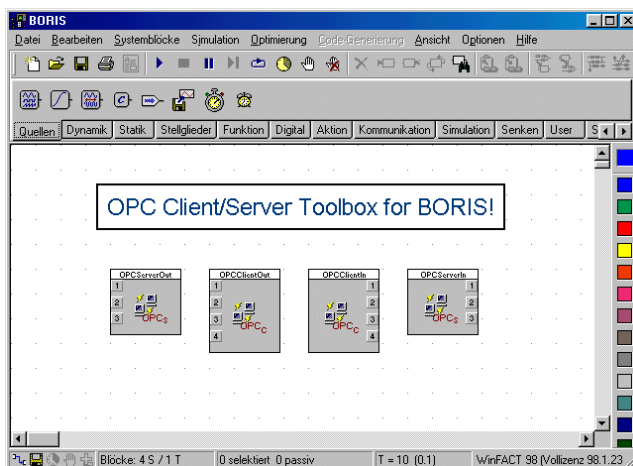 BORIS
Datei Bearbeiten Systemblöcke Simulation Optimierung Code-Generierung Ansicht Optionen Hilfe
C
Quellen Dynamik Statik Stellglieder Funktion Digital Aktion Kommunikation Simulation Senken User S
OPC Client/Server Toolbox for BORIS!
OPCServerOut OPCClientOut OPCClientIn OPCServerIn
1 1 1 1
2 2 2 2
3 3 3 3
OPCs OPCc OPCc OPCs
4 4
Blöcke: 4 S / 1 T 0 selektiert 0 passiv T = 10 (0.1) WinFACT 98 (Vollizenz 98.1.23